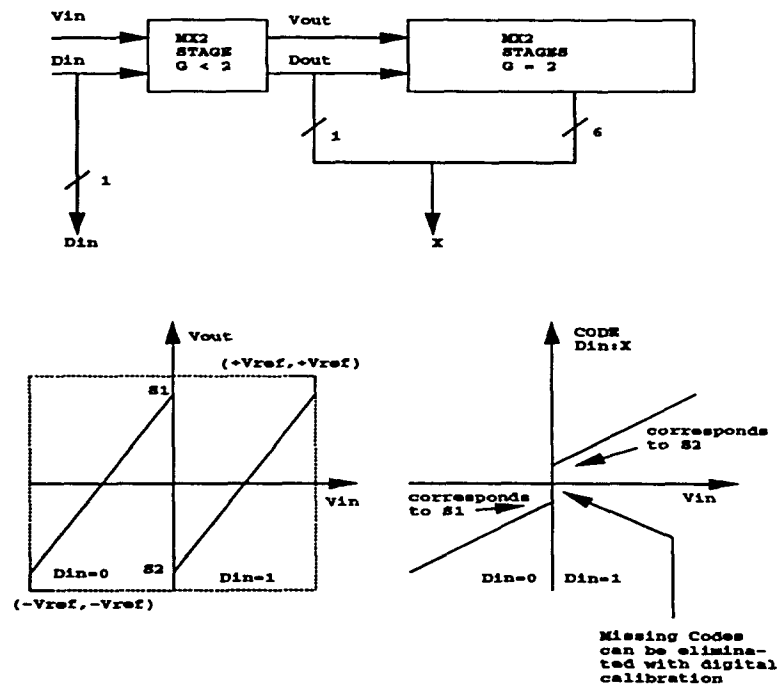 Vin
Din
MX2
STAGE
G < 2
Vout
Dout
MX2
STAGES
G = 2
1
1
6
Din
X
Vout
(+Vref,+Vref)
S1
Vin
S2
Din=0
Din=1
(-Vref,-Vref)
CODE
Din:X
corresponds
to S2
corresponds
to S1
Vin
Din=0
Din=1
Missing Codes
can be elimina-
ted with digital
calibration